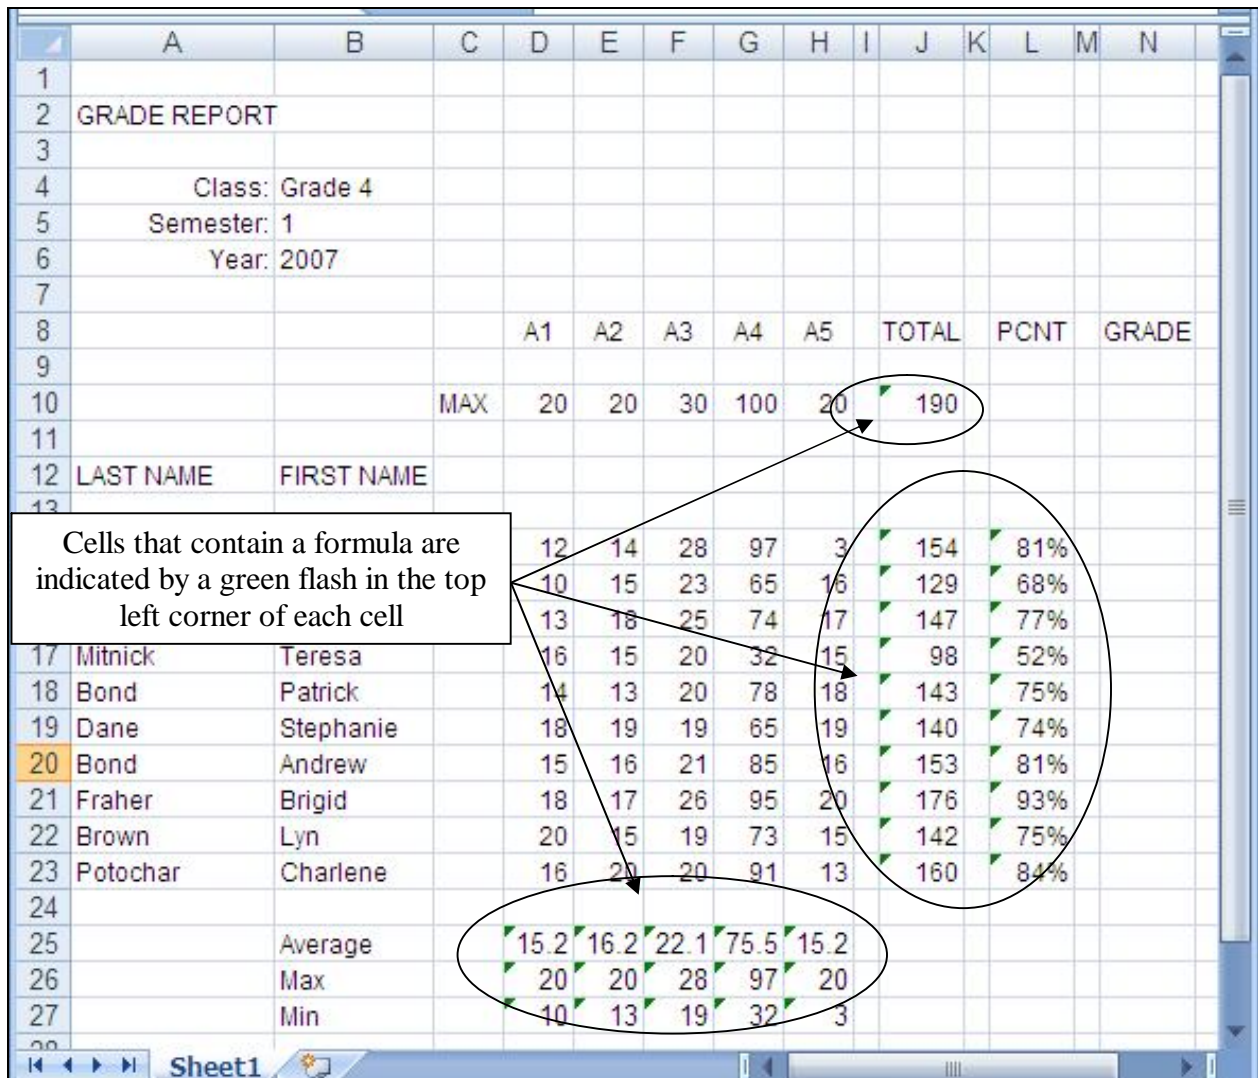 A B C D E F G H I J K L M N
1
2 GRADE REPORT
3
4 Class: Grade 4
5 Semester: 1
6 Year: 2007
7
8 A1 A2 A3 A4 A5 TOTAL PCNT GRADE
9
10 MAX 20 20 30 100 20 190
11
12 LAST NAME FIRST NAME
13
Cells that contain a formula are
indicated by a green flash in the top
left corner of each cell
12 14 28 97 3 154 81%
10 15 23 65 16 129 68%
13 18 25 74 17 147 77%
17 Mitnick Teresa 16 15 20 32 15 98 52%
18 Bond Patrick 14 13 20 78 18 143 75%
19 Dane Stephanie 18 19 19 65 19 140 74%
20 Bond Andrew 15 16 21 85 16 153 81%
21 Fraher Brigid 18 17 26 95 20 176 93%
22 Brown Lyn 20 15 19 73 15 142 75%
23 Potochar Charlene 16 20 20 91 13 160 84%
24
25 Average 15.2 16.2 22.1 75.5 15.2
26 Max 20 20 28 97 20
27 Min 10 13 19 32 3
28
Sheet1